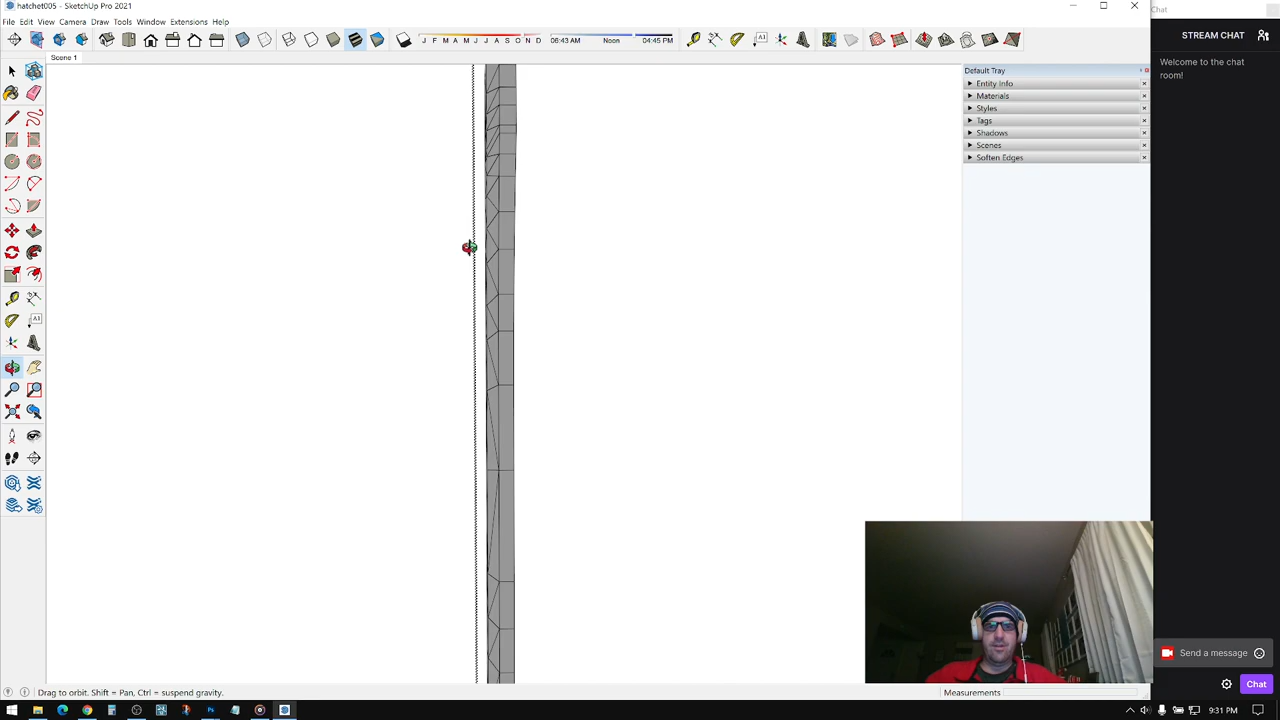 hatchet005 - SketchUp Pro 2021
Chat
File Edit View Camera Draw Tools Window Extensions Help
STREAM CHAT
J F M A M J J A S O N D 06:43 AM Noon 04:45 PM
Scene 1
Welcome to the chat
room!
Default Tray
Entity Info
Materials
Styles
Tags
Shadows
Scenes
Soften Edges
Send a message
Chat
Drag to orbit. Shift = Pan, Ctrl = suspend gravity.
Measurements
9:31 PM